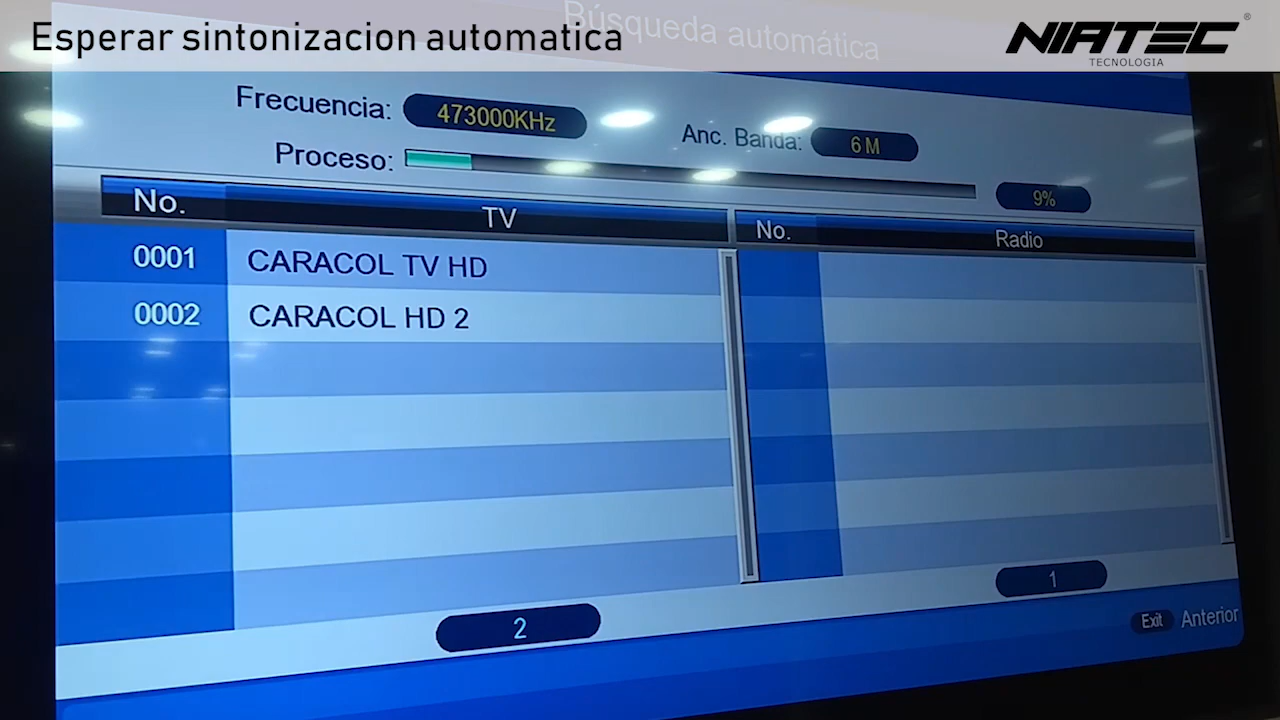 Búsqueda automática
Esperar sintonizacion automatica
NIATEC®
TECNOLOGIA
Frecuencia: 473000KHz
Anc. Banda: 6 M
Proceso: 9%
No. TV No. Radio
0001 CARACOL TV HD
0002 CARACOL HD 2
2 1
Exit Anterior